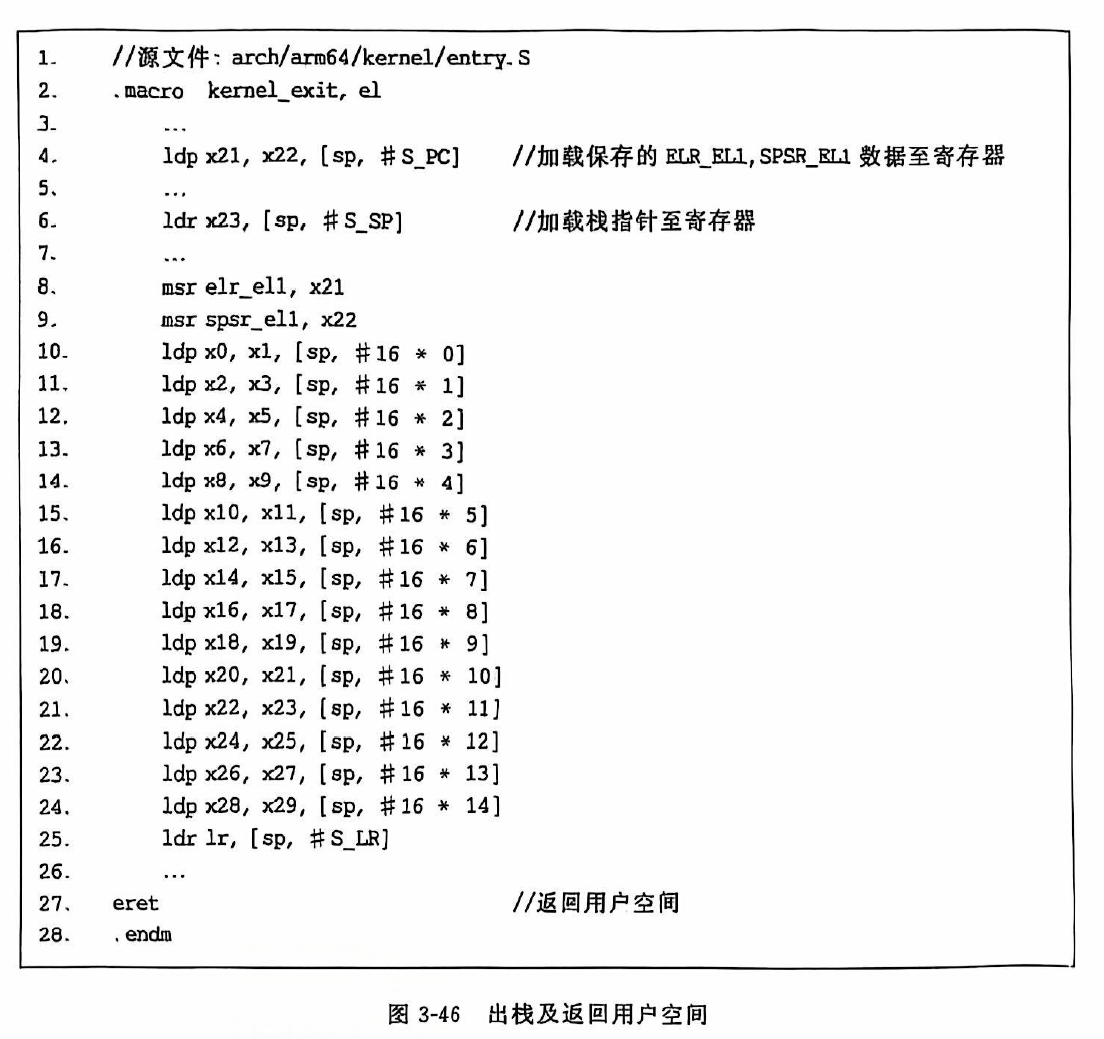 1. //源文件: arch/arm64/kernel/entry.S
2. .macro kernel_exit, el
3. ...
4. ldp x21, x22, [sp, #S_PC] //加载保存的 ELR_EL1,SPSR_EL1 数据至寄存器
5. ...
6. ldr x23, [sp, #S_SP] //加载栈指针至寄存器
7. ...
8. msr elr_el1, x21
9. msr spsr_el1, x22
10. ldp x0, x1, [sp, #16 * 0]
11. ldp x2, x3, [sp, #16 * 1]
12. ldp x4, x5, [sp, #16 * 2]
13. ldp x6, x7, [sp, #16 * 3]
14. ldp x8, x9, [sp, #16 * 4]
15. ldp x10, x11, [sp, #16 * 5]
16. ldp x12, x13, [sp, #16 * 6]
17. ldp x14, x15, [sp, #16 * 7]
18. ldp x16, x17, [sp, #16 * 8]
19. ldp x18, x19, [sp, #16 * 9]
20. ldp x20, x21, [sp, #16 * 10]
21. ldp x22, x23, [sp, #16 * 11]
22. ldp x24, x25, [sp, #16 * 12]
23. ldp x26, x27, [sp, #16 * 13]
24. ldp x28, x29, [sp, #16 * 14]
25. ldr lr, [sp, #S_LR]
26. ...
27. eret //返回用户空间
28. .endm
图 3-46 出栈及返回用户空间